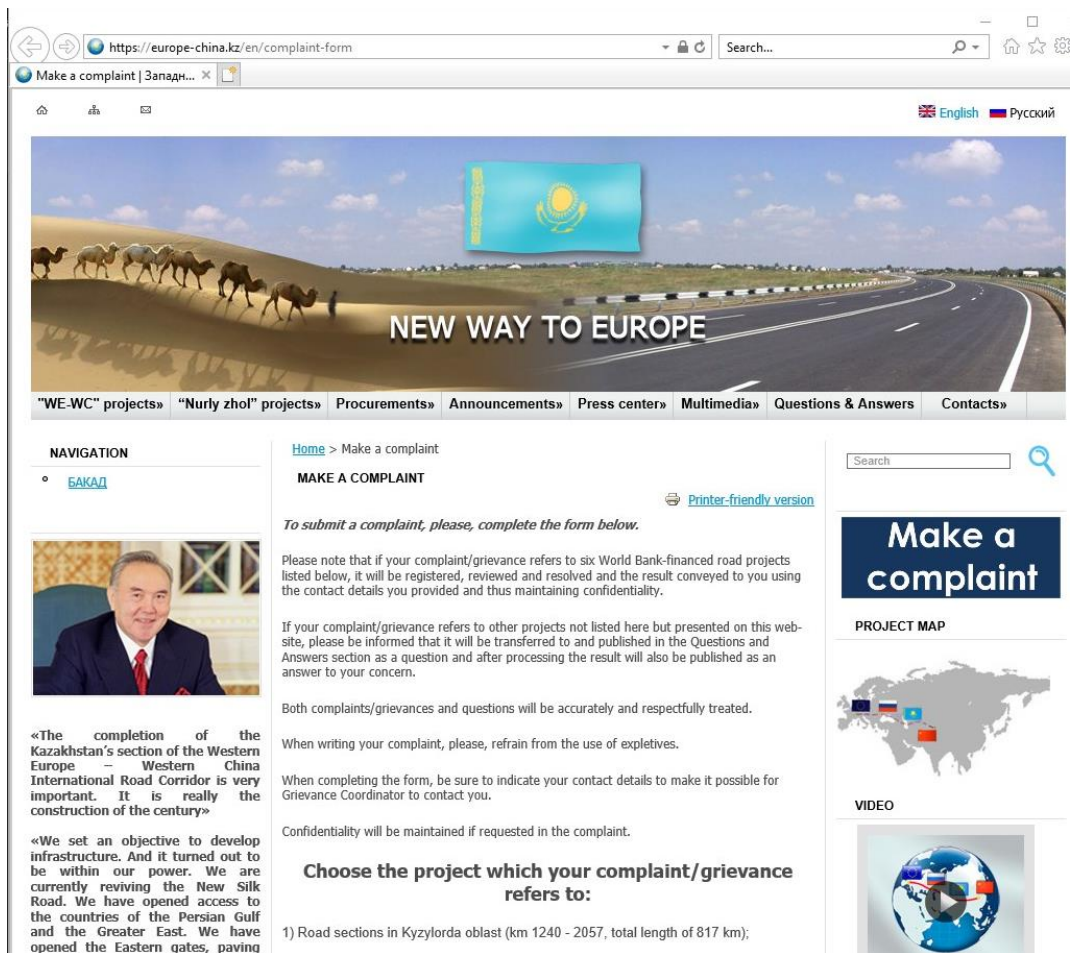 https://europe-china.kz/en/complaint-form
Search...
Make a complaint | Западн...
English
Русский
NEW WAY TO EUROPE
"WE-WC" projects»
“Nurly zhol” projects»
Procurements»
Announcements»
Press center»
Multimedia»
Questions & Answers
Contacts»
NAVIGATION
БАКАД
«The completion of the
Kazakhstan’s section of the Western
Europe – Western China
International Road Corridor is very
important. It is really the
construction of the century»
«We set an objective to develop
infrastructure. And it turned out to
be within our power. We are
currently reviving the New Silk
Road. We have opened access to
the countries of the Persian Gulf
and the Greater East. We have
opened the Eastern gates, paving
Home > Make a complaint
MAKE A COMPLAINT
Printer-friendly version
To submit a complaint, please, complete the form below.
Please note that if your complaint/grievance refers to six World Bank-financed road projects
listed below, it will be registered, reviewed and resolved and the result conveyed to you using
the contact details you provided and thus maintaining confidentiality.
If your complaint/grievance refers to other projects not listed here but presented on this web-
site, please be informed that it will be transferred to and published in the Questions and
Answers section as a question and after processing the result will also be published as an
answer to your concern.
Both complaints/grievances and questions will be accurately and respectfully treated.
When writing your complaint, please, refrain from the use of expletives.
When completing the form, be sure to indicate your contact details to make it possible for
Grievance Coordinator to contact you.
Confidentiality will be maintained if requested in the complaint.
Choose the project which your complaint/grievance
refers to:
1) Road sections in Kyzylorda oblast (km 1240 - 2057, total length of 817 km);
Search
Make a
complaint
PROJECT MAP
VIDEO